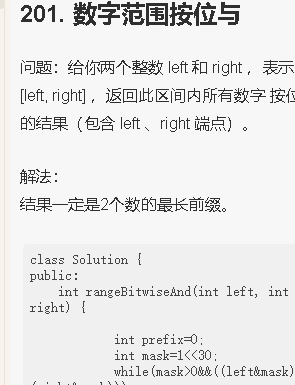 201. 数字范围按位与
问题：给你两个整数 left 和 right ，表示
[left, right] ，返回此区间内所有数字 按位
的结果（包含 left 、right 端点）。
解法：
结果一定是2个数的最长前缀。
class Solution {
public:
    int rangeBitwiseAnd(int left, int
right) {
            int prefix=0;
            int mask=1<<30;
            while(mask>0&&((left&mask)